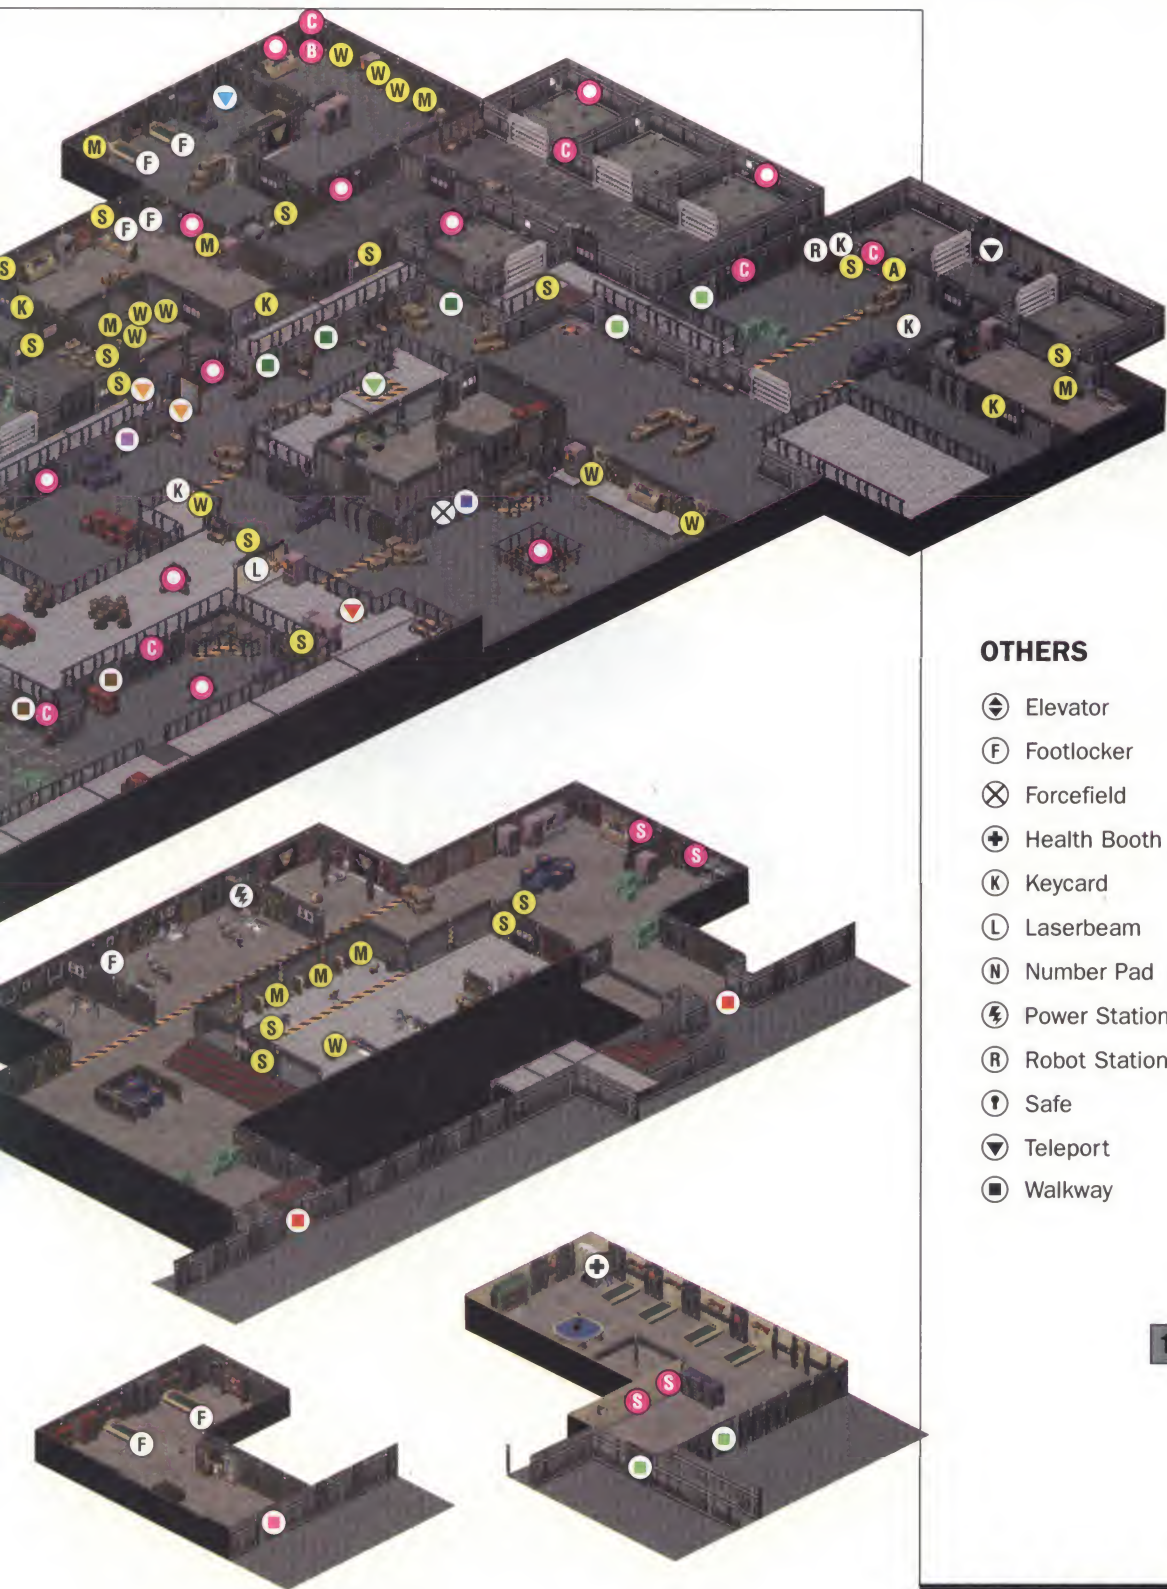 C
B
W
W
W
M
M
F
F
C
S
F
F
M
S
S
S
K
K
M
W
W
W
S
S
S
S
C
R
K
S
C
A
K
S
M
K
K
W
S
L
W
W
C
S
C
S
S
S
S
F
M
M
M
S
S
W
F
F
S
S
OTHERS
Elevator
F Footlocker
Forcefield
Health Booth
K Keycard
L Laserbeam
N Number Pad
Power Station
R Robot Station
Safe
Teleport
Walkway